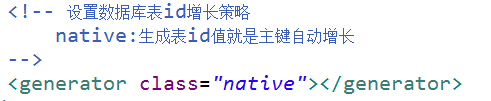 <!-- 设置数据库表id增长策略
native:生成表id值就是主键自动增长
-->
<generator class="native"></generator>